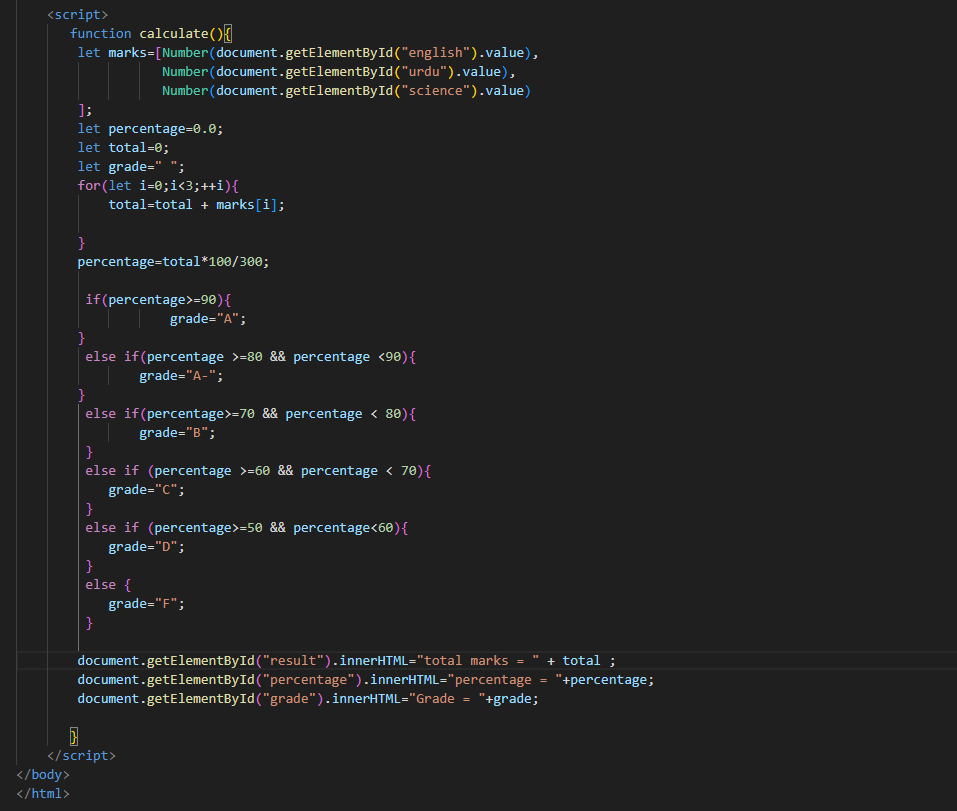 <script>
function calculate(){
let marks=[Number(document.getElementById("english").value),
Number(document.getElementById("urdu").value),
Number(document.getElementById("science").value)
];
let percentage=0.0;
let total=0;
let grade=" ";
for(let i=0;i<3;++i){
total=total + marks[i];
}
percentage=total*100/300;
if(percentage>=90){
grade="A";
}
else if(percentage >=80 && percentage <90){
grade="A-";
}
else if(percentage>=70 && percentage < 80){
grade="B";
}
else if (percentage >=60 && percentage < 70){
grade="C";
}
else if (percentage>=50 && percentage<60){
grade="D";
}
else {
grade="F";
}
document.getElementById("result").innerHTML="total marks = " + total ;
document.getElementById("percentage").innerHTML="percentage = "+percentage;
document.getElementById("grade").innerHTML="Grade = "+grade;
}
</script>
</body>
</html>